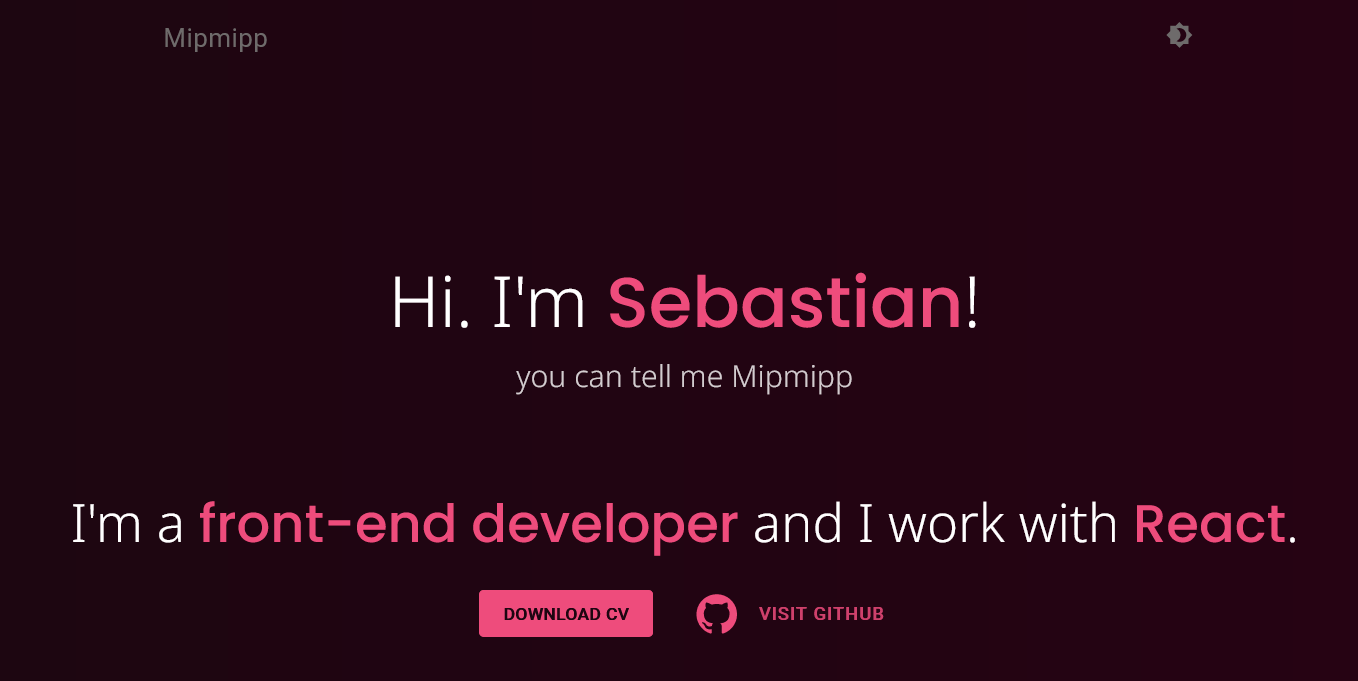 Mipmipp
Hi. I'm Sebastian!
you can tell me Mipmipp
I'm a front-end developer and I work with React.
DOWNLOAD CV
VISIT GITHUB